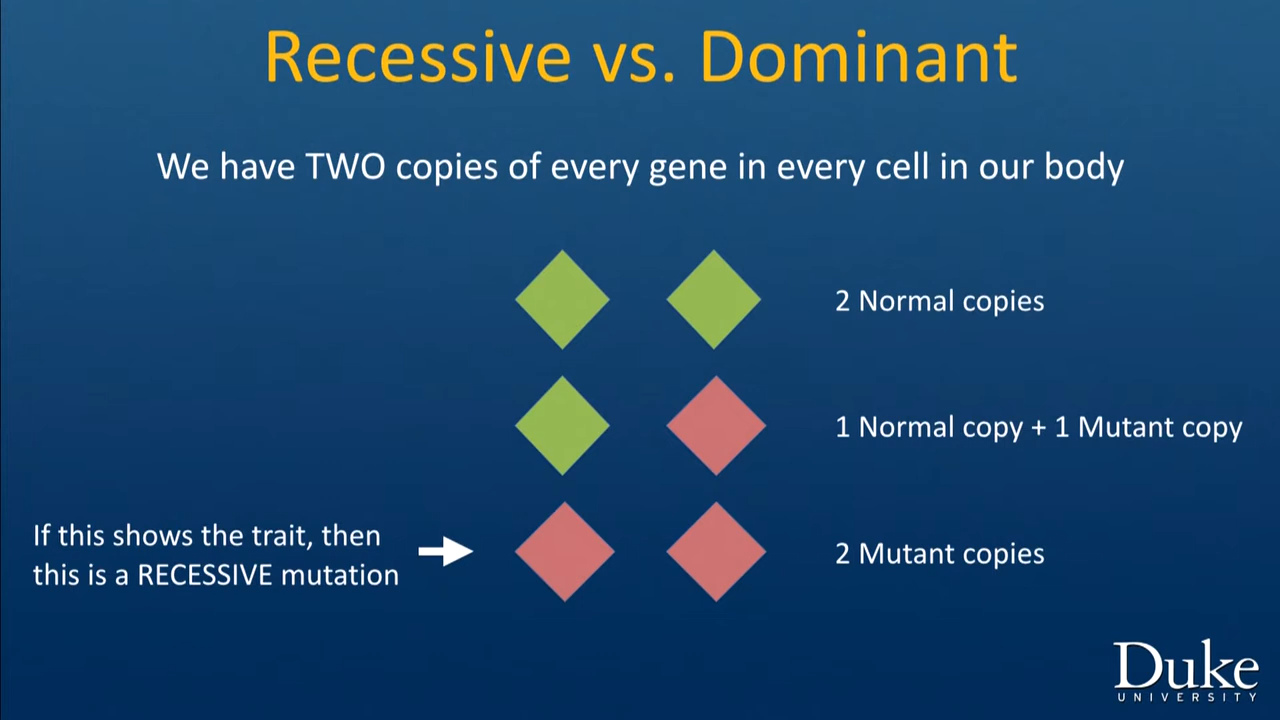 Recessive vs. Dominant
We have TWO copies of every gene in every cell in our body
2 Normal copies
1 Normal copy + 1 Mutant copy
If this shows the trait, then
this is a RECESSIVE mutation
2 Mutant copies
Duke
UNIVERSITY